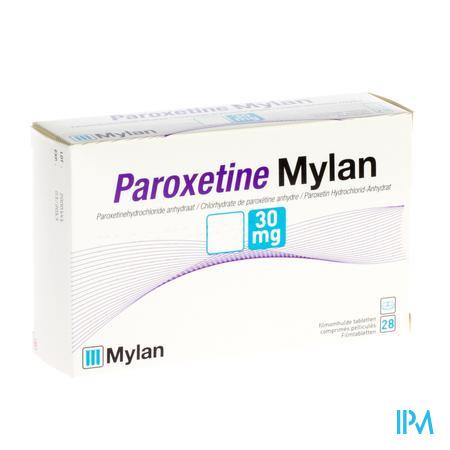 Paroxetine Mylan
Paroxetinehydrochloride anhydraat / Chlorhydrate de paroxétine anhydre / Paroxetin Hydrochlorid-Anhydrat
30
mg
filmomhulde tabletten
comprimés pelliculés
Filmtabletten
28
Mylan
IPM